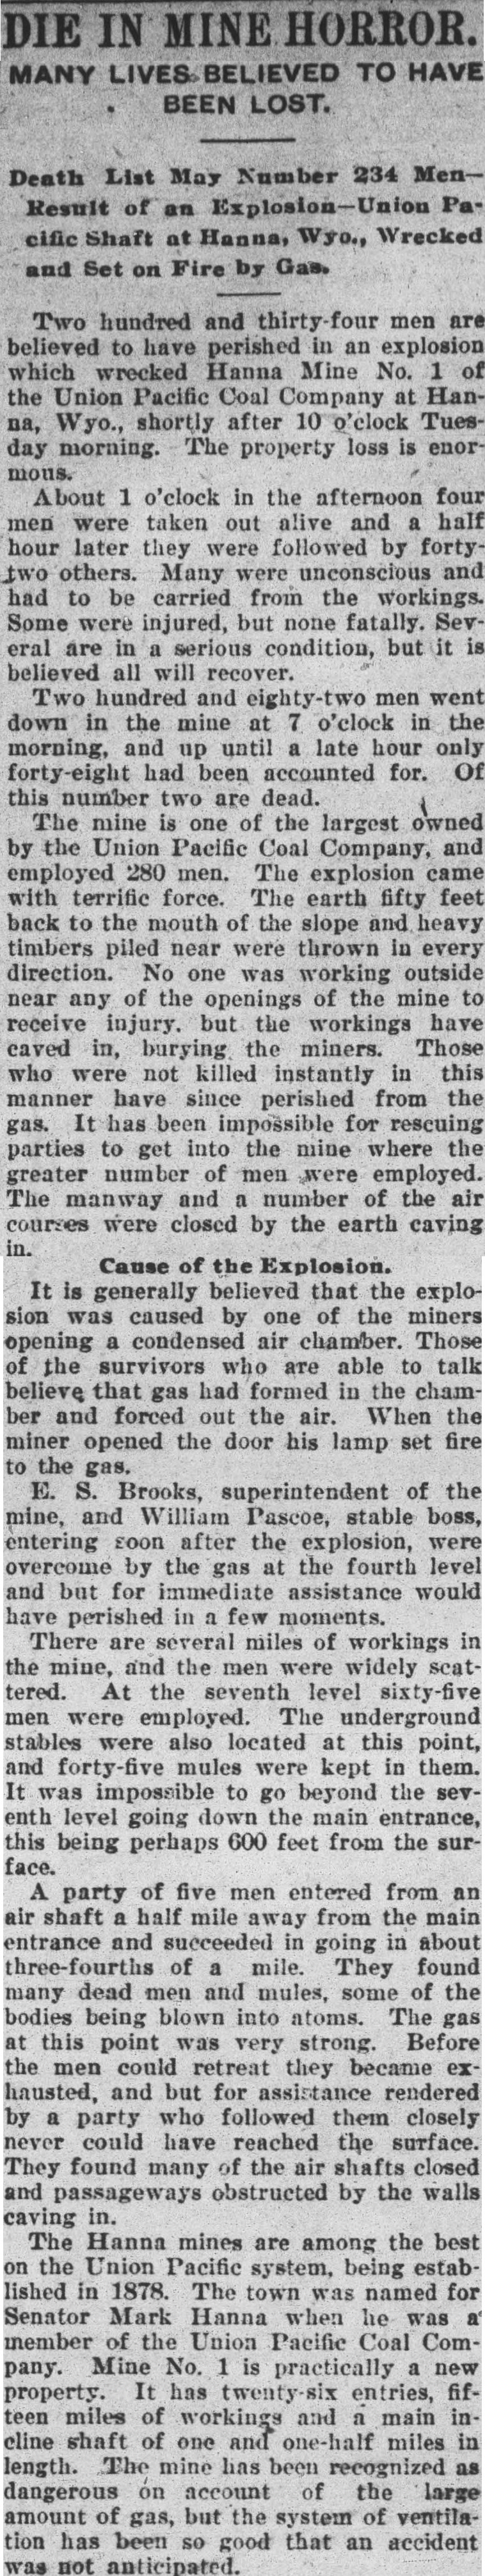 DIE IN MINE HORROR.
MANY LIVES BELIEVED TO HAVE
BEEN LOST.
Death List May Number 234 Men—
Result of an Explosion—Union Pa-
cific Shaft at Hanna, Wyo., Wrecked
and Set on Fire by Gas.
Two hundred and thirty-four men are
believed to have perished in an explosion
which wrecked Hanna Mine No. 1 of
the Union Pacific Coal Company at Han-
na, Wyo., shortly after 10 o'clock Tues-
day morning. The property loss is enor-
mous.
About 1 o'clock in the afternoon four
men were taken out alive and a half
hour later they were followed by forty-
two others. Many were unconscious and
had to be carried from the workings.
Some were injured, but none fatally. Sev-
eral are in a serious condition, but it is
believed all will recover.
Two hundred and eighty-two men went
down in the mine at 7 o'clock in the
morning, and up until a late hour only
forty-eight had been accounted for. Of
this number two are dead.
The mine is one of the largest owned
by the Union Pacific Coal Company, and
employed 280 men. The explosion came
with terrific force. The earth fifty feet
back to the mouth of the slope and heavy
timbers piled near were thrown in every
direction. No one was working outside
near any of the openings of the mine to
receive injury. but the workings have
caved in, burying the miners. Those
who were not killed instantly in this
manner have since perished from the
gas. It has been impossible for rescuing
parties to get into the mine where the
greater number of men were employed.
The manway and a number of the air
courses were closed by the earth caving
in.
Cause of the Explosion.
It is generally believed that the explo-
sion was caused by one of the miners
opening a condensed air chamber. Those
of the survivors who are able to talk
believe that gas had formed in the cham-
ber and forced out the air. When the
miner opened the door his lamp set fire
to the gas.
E. S. Brooks, superintendent of the
mine, and William Pascoe, stable boss,
entering soon after the explosion, were
overcome by the gas at the fourth level
and but for immediate assistance would
have perished in a few moments.
There are several miles of workings in
the mine, and the men were widely scat-
tered. At the seventh level sixty-five
men were employed. The underground
stables were also located at this point,
and forty-five mules were kept in them.
It was impossible to go beyond the sev-
enth level going down the main entrance,
this being perhaps 600 feet from the sur-
face.
A party of five men entered from an
air shaft a half mile away from the main
entrance and succeeded in going in about
three-fourths of a mile. They found
many dead men and mules, some of the
bodies being blown into atoms. The gas
at this point was very strong. Before
the men could retreat they became ex-
hausted, and but for assistance rendered
by a party who followed them closely
never could have reached the surface.
They found many of the air shafts closed
and passageways obstructed by the walls
caving in.
The Hanna mines are among the best
on the Union Pacific system, being estab-
lished in 1878. The town was named for
Senator Mark Hanna when he was a
member of the Union Pacific Coal Com-
pany. Mine No. 1 is practically a new
property. It has twenty-six entries, fif-
teen miles of workings and a main in-
cline shaft of one and one-half miles in
length. The mine has been recognized as
dangerous on account of the large
amount of gas, but the system of ventila-
tion has been so good that an accident
was not anticipated.